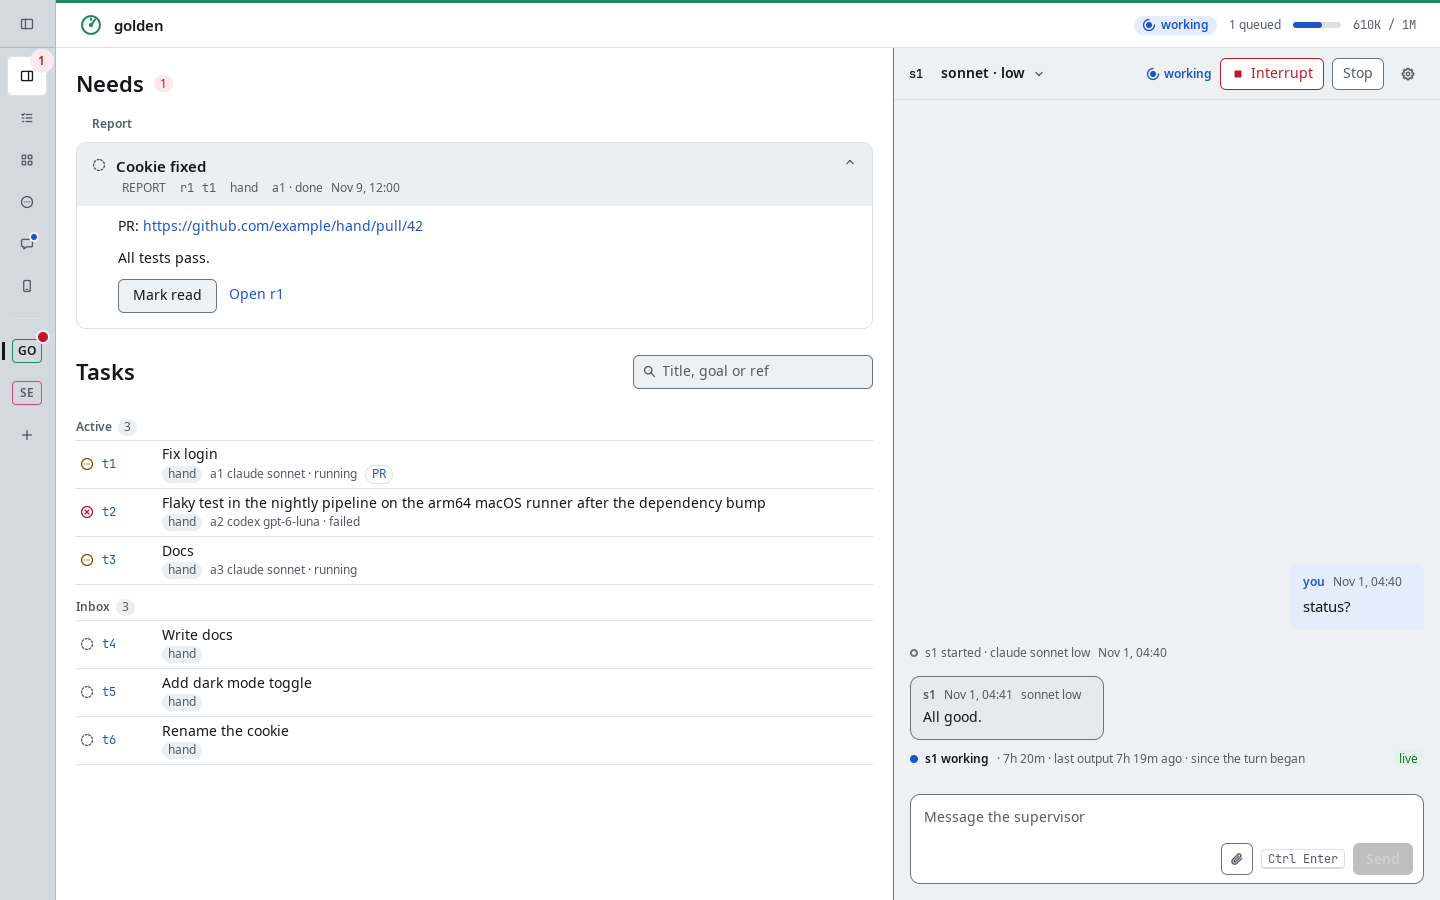 golden
working
1 queued
610K / 1M
1
GO
SE
Needs 1
Report
Cookie fixed
REPORT r1 t1 hand a1 · done Nov 9, 12:00
PR: https://github.com/example/hand/pull/42
All tests pass.
Mark read
Open r1
Tasks
Title, goal or ref
Active 3
t1
Fix login
hand a1 claude sonnet · running PR
t2
Flaky test in the nightly pipeline on the arm64 macOS runner after the dependency bump
hand a2 codex gpt-6-luna · failed
t3
Docs
hand a3 claude sonnet · running
Inbox 3
t4
Write docs
hand
t5
Add dark mode toggle
hand
t6
Rename the cookie
hand
s1 sonnet · low
working
Interrupt
Stop
you Nov 1, 04:40
status?
s1 started · claude sonnet low Nov 1, 04:40
s1 Nov 1, 04:41 sonnet low
All good.
s1 working · 7h 20m · last output 7h 19m ago · since the turn began
live
Message the supervisor
Ctrl Enter
Send